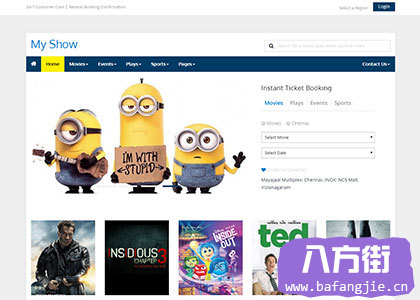 24/7 Customer Care | Resend Booking Confirmation
Select a Region
Login
My Show
Search for a movie, play, event, sport or more
Home
Movies
Events
Plays
Sports
Pages
Contact Us
Instant Ticket Booking
Movies
Plays
Events
Sports
I'M WITH
STUPID
Movies
Cinemas
Select Movie
Select Date
Preferred Cinemas
Mayajaal Multiplex: Chennai, INOX: NCS Mall,
Vizianagaram
INSIDIOUS
CHAPTER 3
INSIDE
OUT
ted
八方街
www.bafangjie.cn